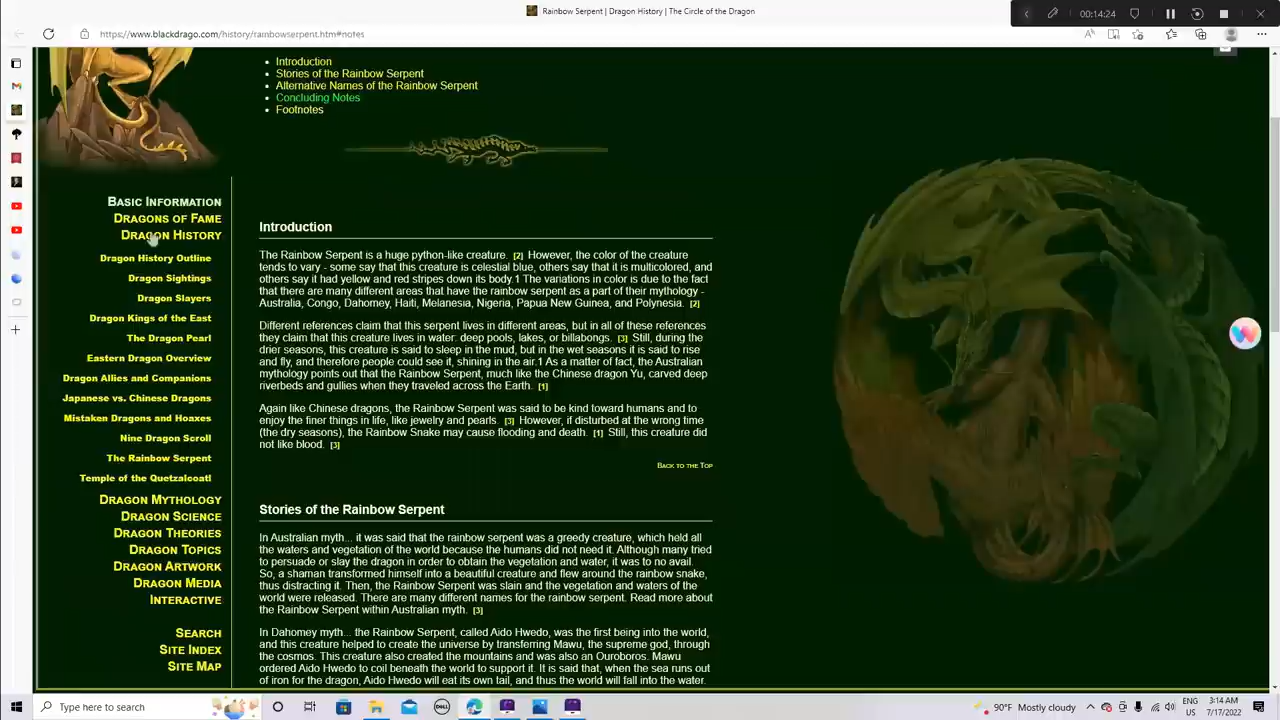 Rainbow Serpent | Dragon History | The Circle of the Dragon
00:14:24
https://www.blackdrago.com/history/rainbowserpent.htm#notes
Introduction
Stories of the Rainbow Serpent
Alternative Names of the Rainbow Serpent
Concluding Notes
Footnotes
Basic Information
Dragons of Fame
Dragon History
Dragon History Outline
Dragon Sightings
Dragon Slayers
Dragon Kings of the East
The Dragon Pearl
Eastern Dragon Overview
Dragon Allies and Companions
Japanese vs. Chinese Dragons
Mistaken Dragons and Hoaxes
Nine Dragon Scroll
The Rainbow Serpent
Temple of the Quetzalcoatl
Dragon Mythology
Dragon Science
Dragon Theories
Dragon Topics
Dragon Artwork
Dragon Media
Interactive
Search
Site Index
Site Map
Introduction
The Rainbow Serpent is a huge python-like creature. [2] However, the color of the creature
tends to vary - some say that this creature is celestial blue, others say that it is multicolored, and
others say it had yellow and red stripes down its body.1 The variations in color is due to the fact
that there are many different areas that have the rainbow serpent as a part of their mythology -
Australia, Congo, Dahomey, Haiti, Melanesia, Nigeria, Papua New Guinea, and Polynesia. [2]
Different references claim that this serpent lives in different areas, but in all of these references
they claim that this creature lives in water: deep pools, lakes, or billabongs. [3] Still, during the
drier seasons, this creature is said to sleep in the mud, but in the wet seasons it is said to rise
and fly, and therefore people could see it, shining in the air.1 As a matter of fact, the Australian
mythology points out that the Rainbow Serpent, much like the Chinese dragon Yu, carved deep
riverbeds and gullies when they traveled across the Earth. [1]
Again like Chinese dragons, the Rainbow Serpent was said to be kind toward humans and to
enjoy the finer things in life, like jewelry and pearls. [3] However, if disturbed at the wrong time
(the dry seasons), the Rainbow Snake may cause flooding and death. [1] Still, this creature did
not like blood. [3]
Back to the Top
Stories of the Rainbow Serpent
In Australian myth... it was said that the rainbow serpent was a greedy creature, which held all
the waters and vegetation of the world because the humans did not need it. Although many tried
to persuade or slay the dragon in order to obtain the vegetation and water, it was to no avail.
So, a shaman transformed himself into a beautiful creature and flew around the rainbow snake,
thus distracting it. Then, the Rainbow Serpent was slain and the vegetation and waters of the
world were released. There are many different names for the rainbow serpent. Read more about
the Rainbow Serpent within Australian myth. [3]
In Dahomey myth... the Rainbow Serpent, called Aido Hwedo, was the first being into the world,
and this creature helped to create the universe by transferring Mawu, the supreme god, through
the cosmos. This creature also created the mountains and was also an Ouroboros. Mawu
ordered Aido Hwedo to coil beneath the world to support it. It is said that, when the sea runs out
of iron for the dragon, Aido Hwedo will eat its own tail, and thus the world will fall into the water.
Type here to search
DELL
90°F Mostly cloudy
ENG
US
3:14 AM
7/17/2022